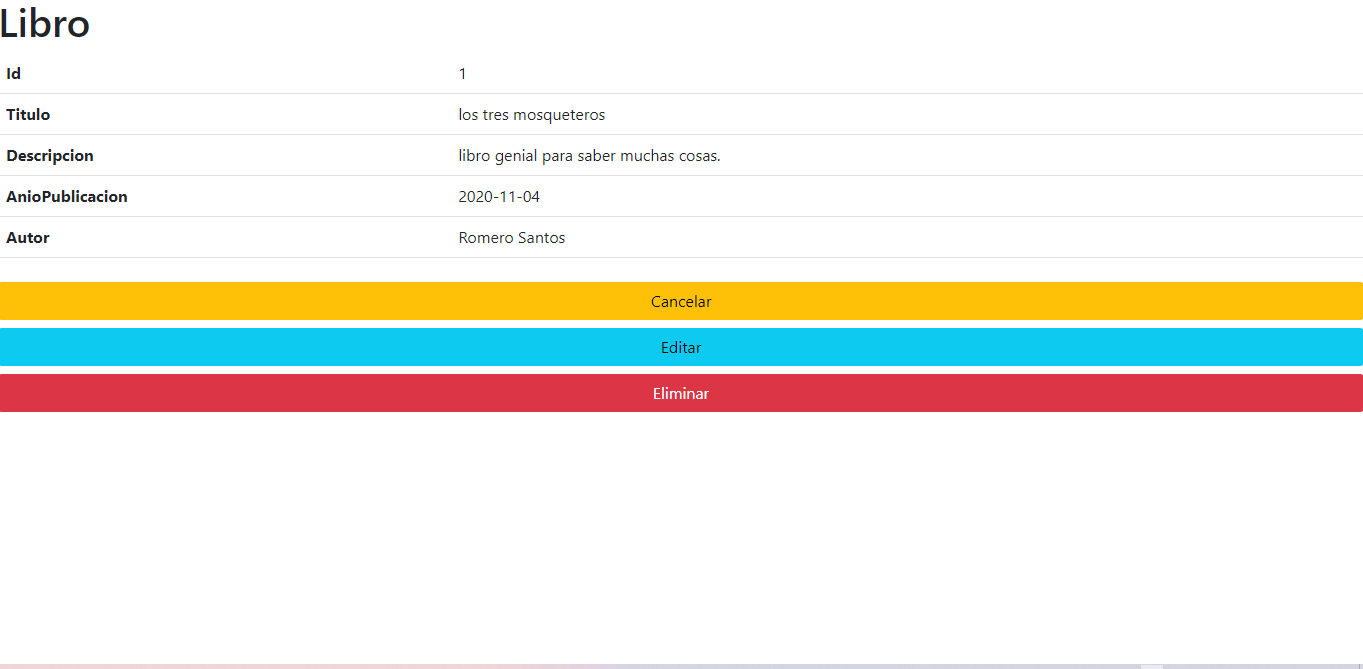 Libro
Id 1
Titulo los tres mosqueteros
Descripcion libro genial para saber muchas cosas.
AnioPublicacion 2020-11-04
Autor Romero Santos
Cancelar
Editar
Eliminar